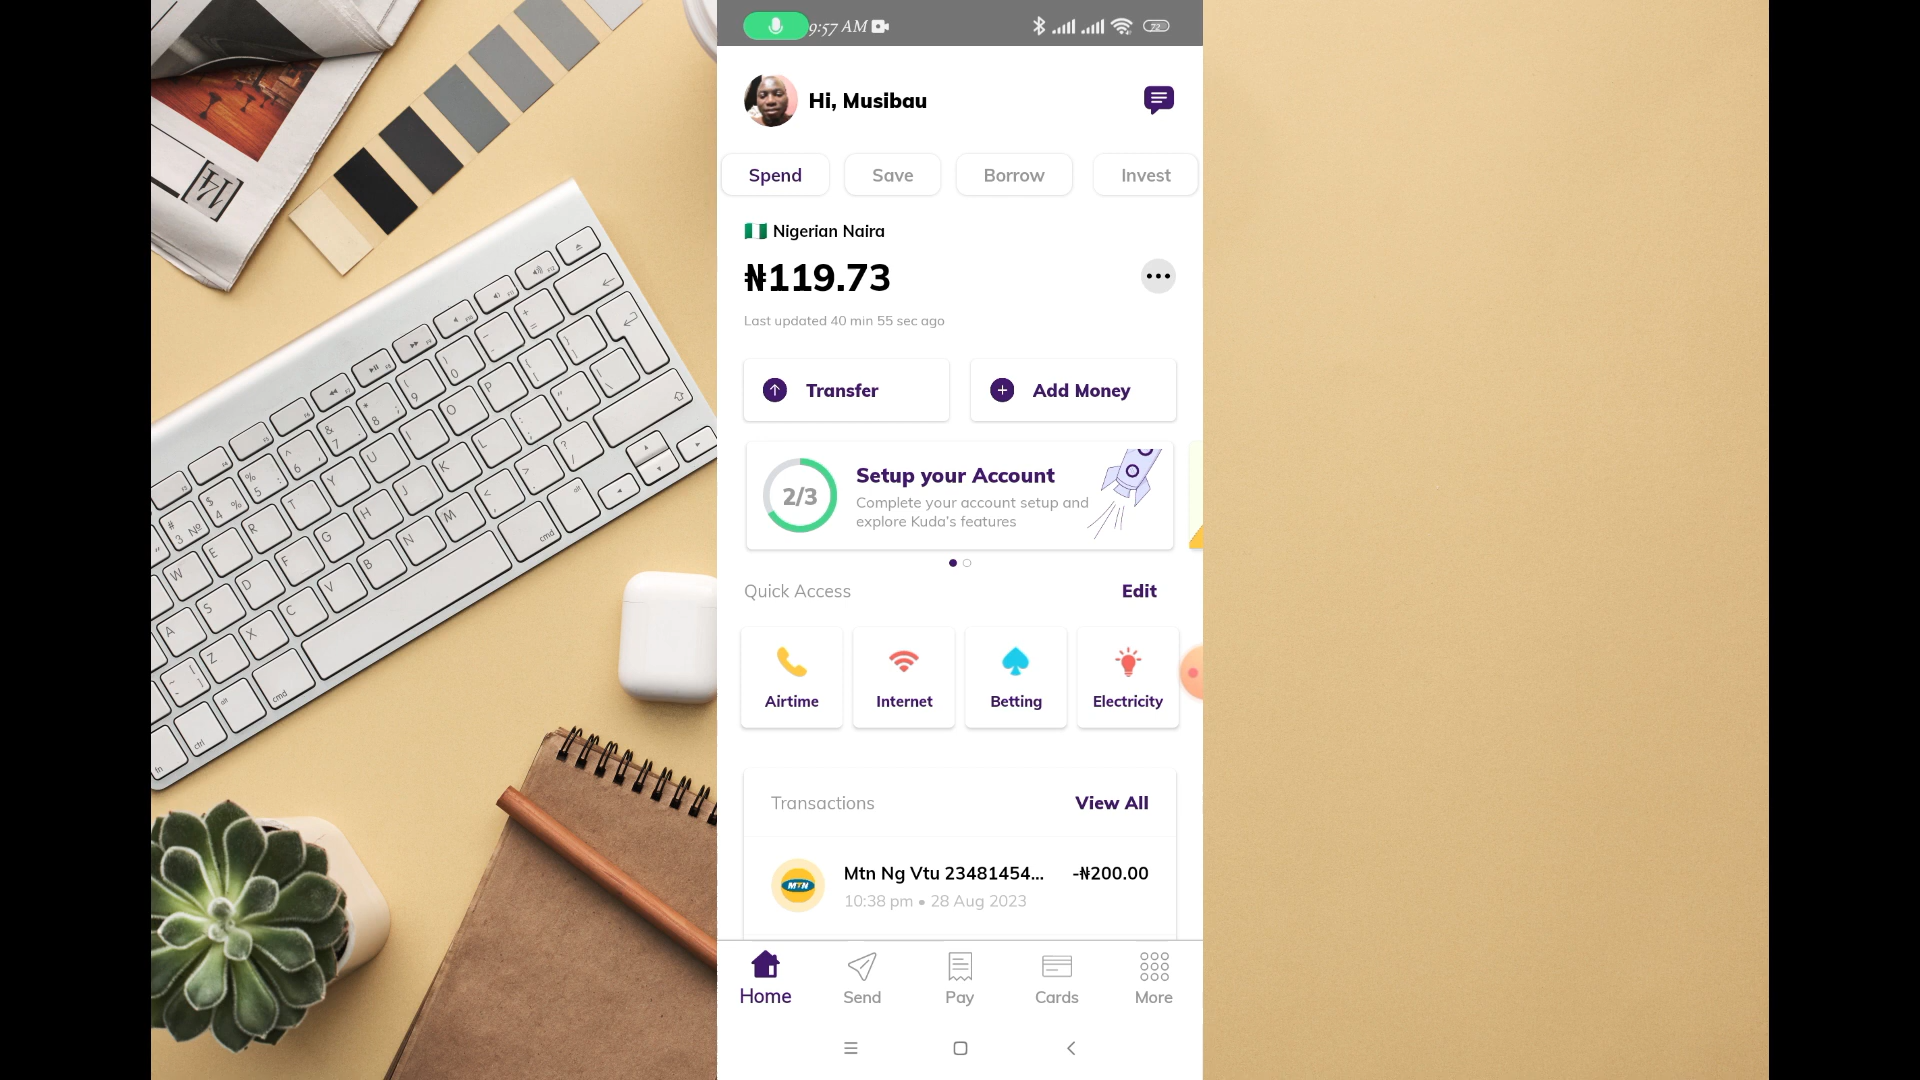 9:57 AM
72
Hi, Musibau
Spend
Save
Borrow
Invest
Nigerian Naira
₦119.73
Last updated 40 min 55 sec ago
Transfer
Add Money
2/3
Setup your Account
Complete your account setup and
explore Kuda's features
Quick Access
Edit
Airtime
Internet
Betting
Electricity
Transactions
View All
MTN
Mtn Ng Vtu 23481454...
-₦200.00
10:38 pm • 28 Aug 2023
Home
Send
Pay
Cards
More